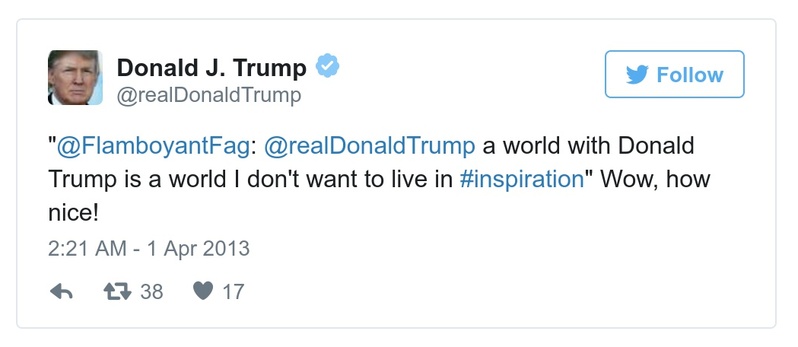 Donald J. Trump
@realDonaldTrump
Follow
"@FlamboyantFag: @realDonaldTrump a world with Donald
Trump is a world I don't want to live in #inspiration" Wow, how
nice!
2:21 AM - 1 Apr 2013
38 17